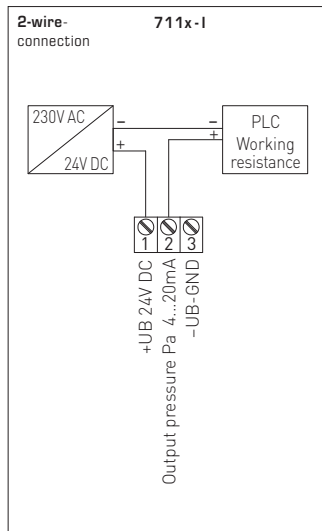 2-wire-
connection
711x-I
230V AC
24V DC
–
+
–
+
PLC
Working
resistance
1
2
3
+UB 24V DC
Output pressure Pa 4...20mA
–UB-GND